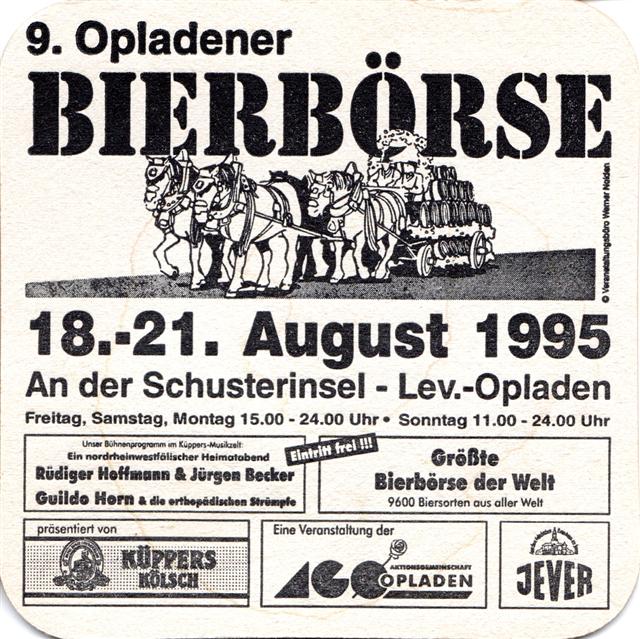 9. Opladener
BIERBÖRSE
© Veranstaltungsbüro Werner Nolden
18.-21. August 1995
An der Schusterinsel - Lev.-Opladen
Freitag, Samstag, Montag 15.00 - 24.00 Uhr • Sonntag 11.00 - 24.00 Uhr
Unser Bühnenprogramm im Küppers-Musikzelt:
Ein nordrheinwestfälischer Heimatabend
Rüdiger Hoffmann & Jürgen Becker
Guildo Horn & die orthopädischen Strümpfe
Eintritt frei !!!
Größte
Bierbörse der Welt
9600 Biersorten aus aller Welt
präsentiert von
KÜPPERS
KÖLSCH
Eine Veranstaltung der
AKTIONSGEMEINSCHAFT
AGO OPLADEN
JEVER